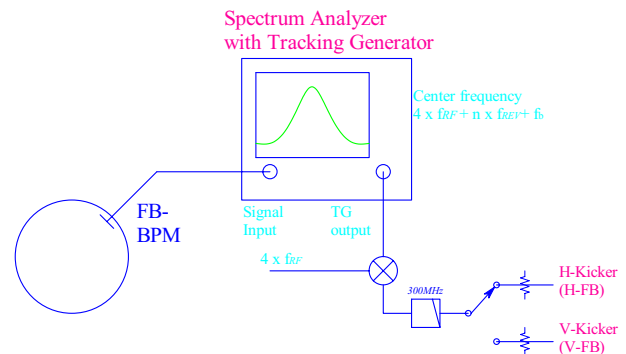 Spectrum Analyzer
with Tracking Generator
Center frequency
4 x fRF + n x fREV + fb
FB-
BPM
Signal
Input
TG
output
4 x fRF
300MHz
H-Kicker
(H-FB)
V-Kicker
(V-FB)